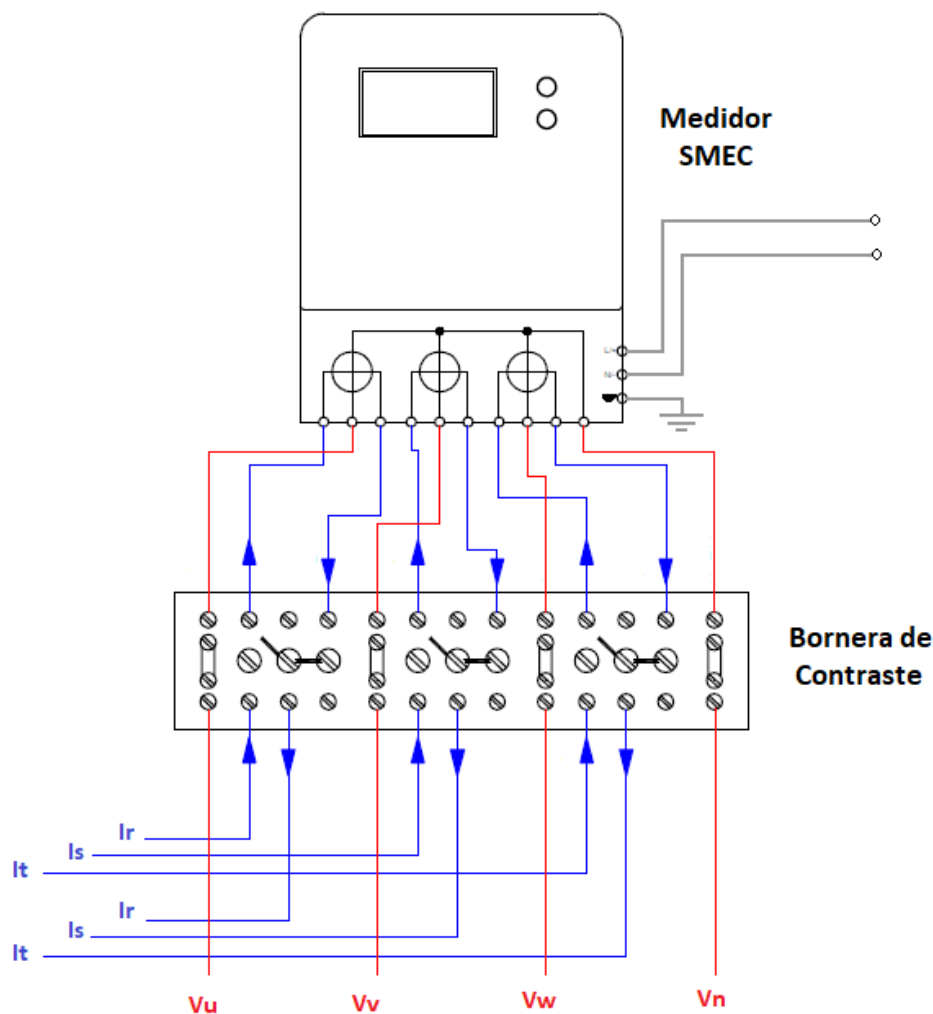 Medidor
SMEC
L/+
N/-
Bornera de
Contraste
Ir
Is
It
Ir
Is
It
Vu
Vv
Vw
Vn